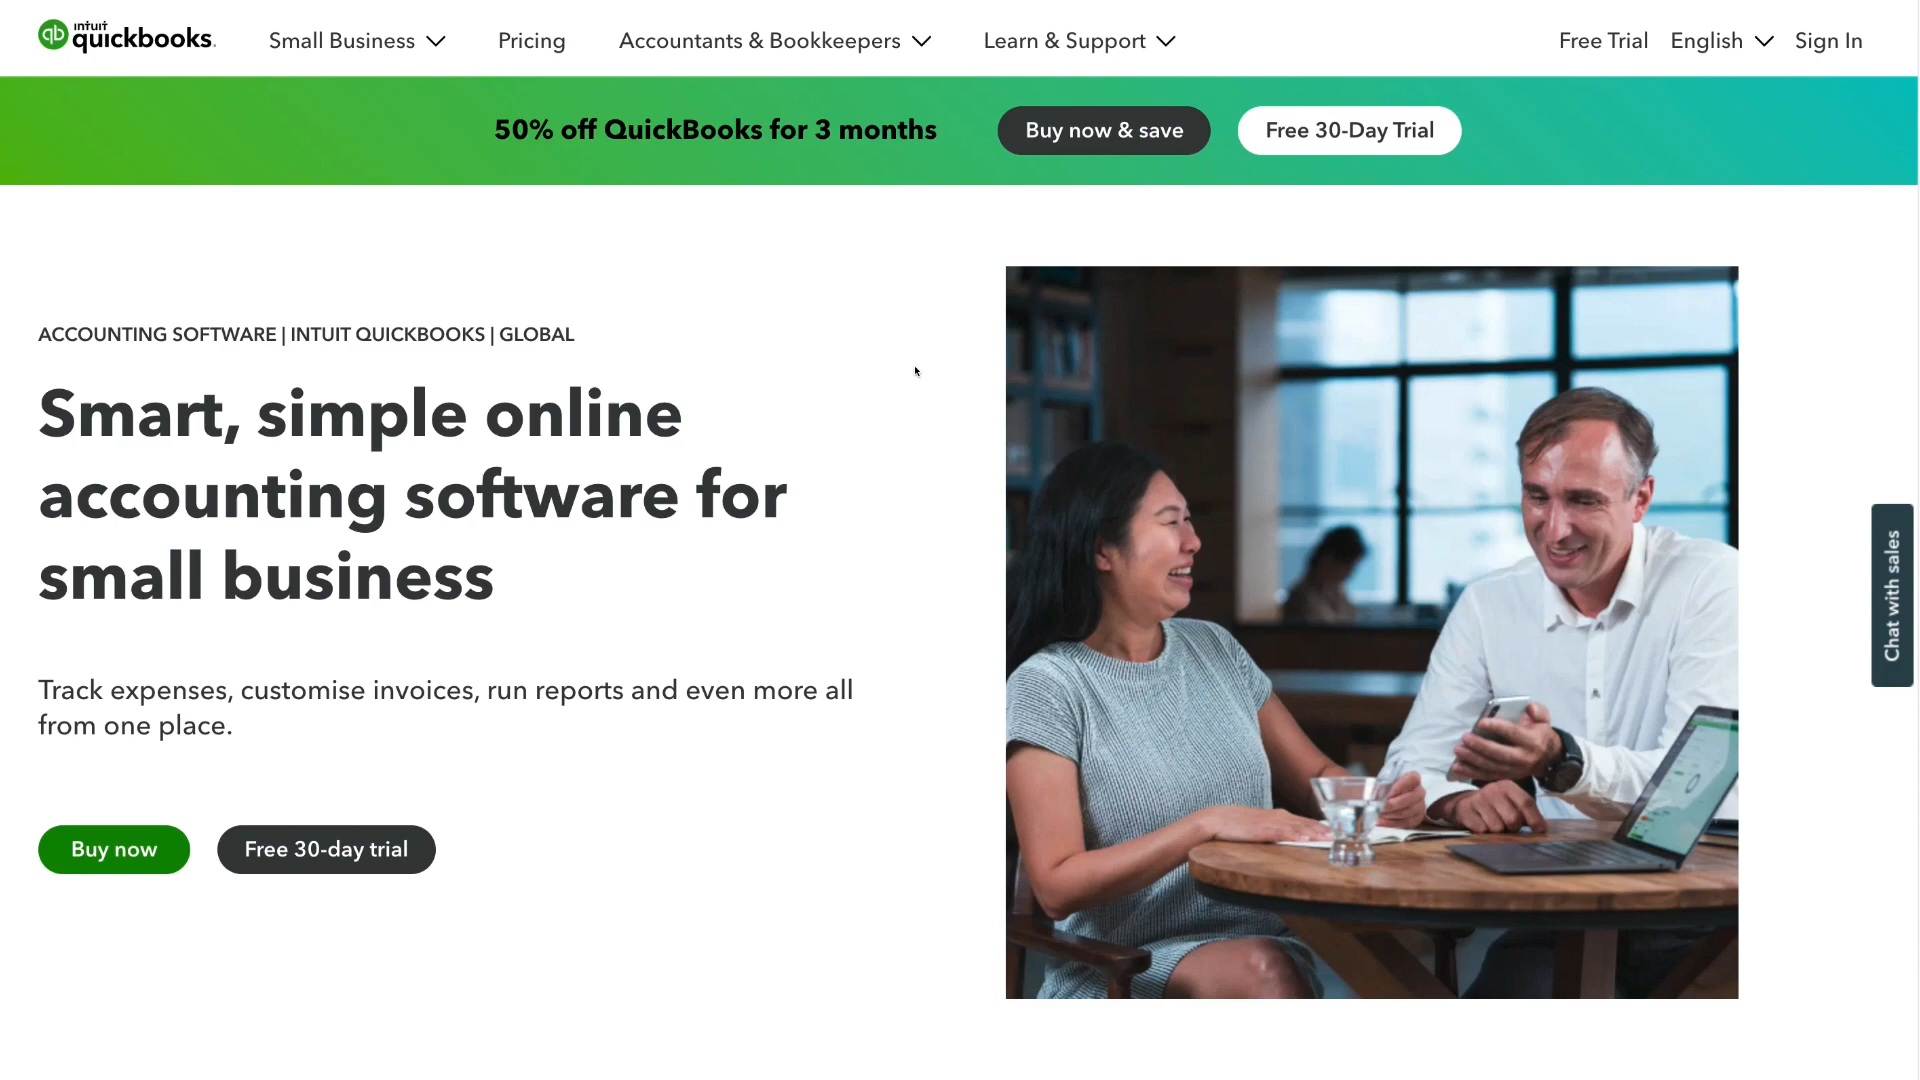 intuit
quickbooks.
Small Business
Pricing
Accountants & Bookkeepers
Learn & Support
Free Trial
English
Sign In
50% off QuickBooks for 3 months
Buy now & save
Free 30-Day Trial
ACCOUNTING SOFTWARE | INTUIT QUICKBOOKS | GLOBAL
Smart, simple online
accounting software for
small business
Track expenses, customise invoices, run reports and even more all
from one place.
Buy now
Free 30-day trial
Chat with sales